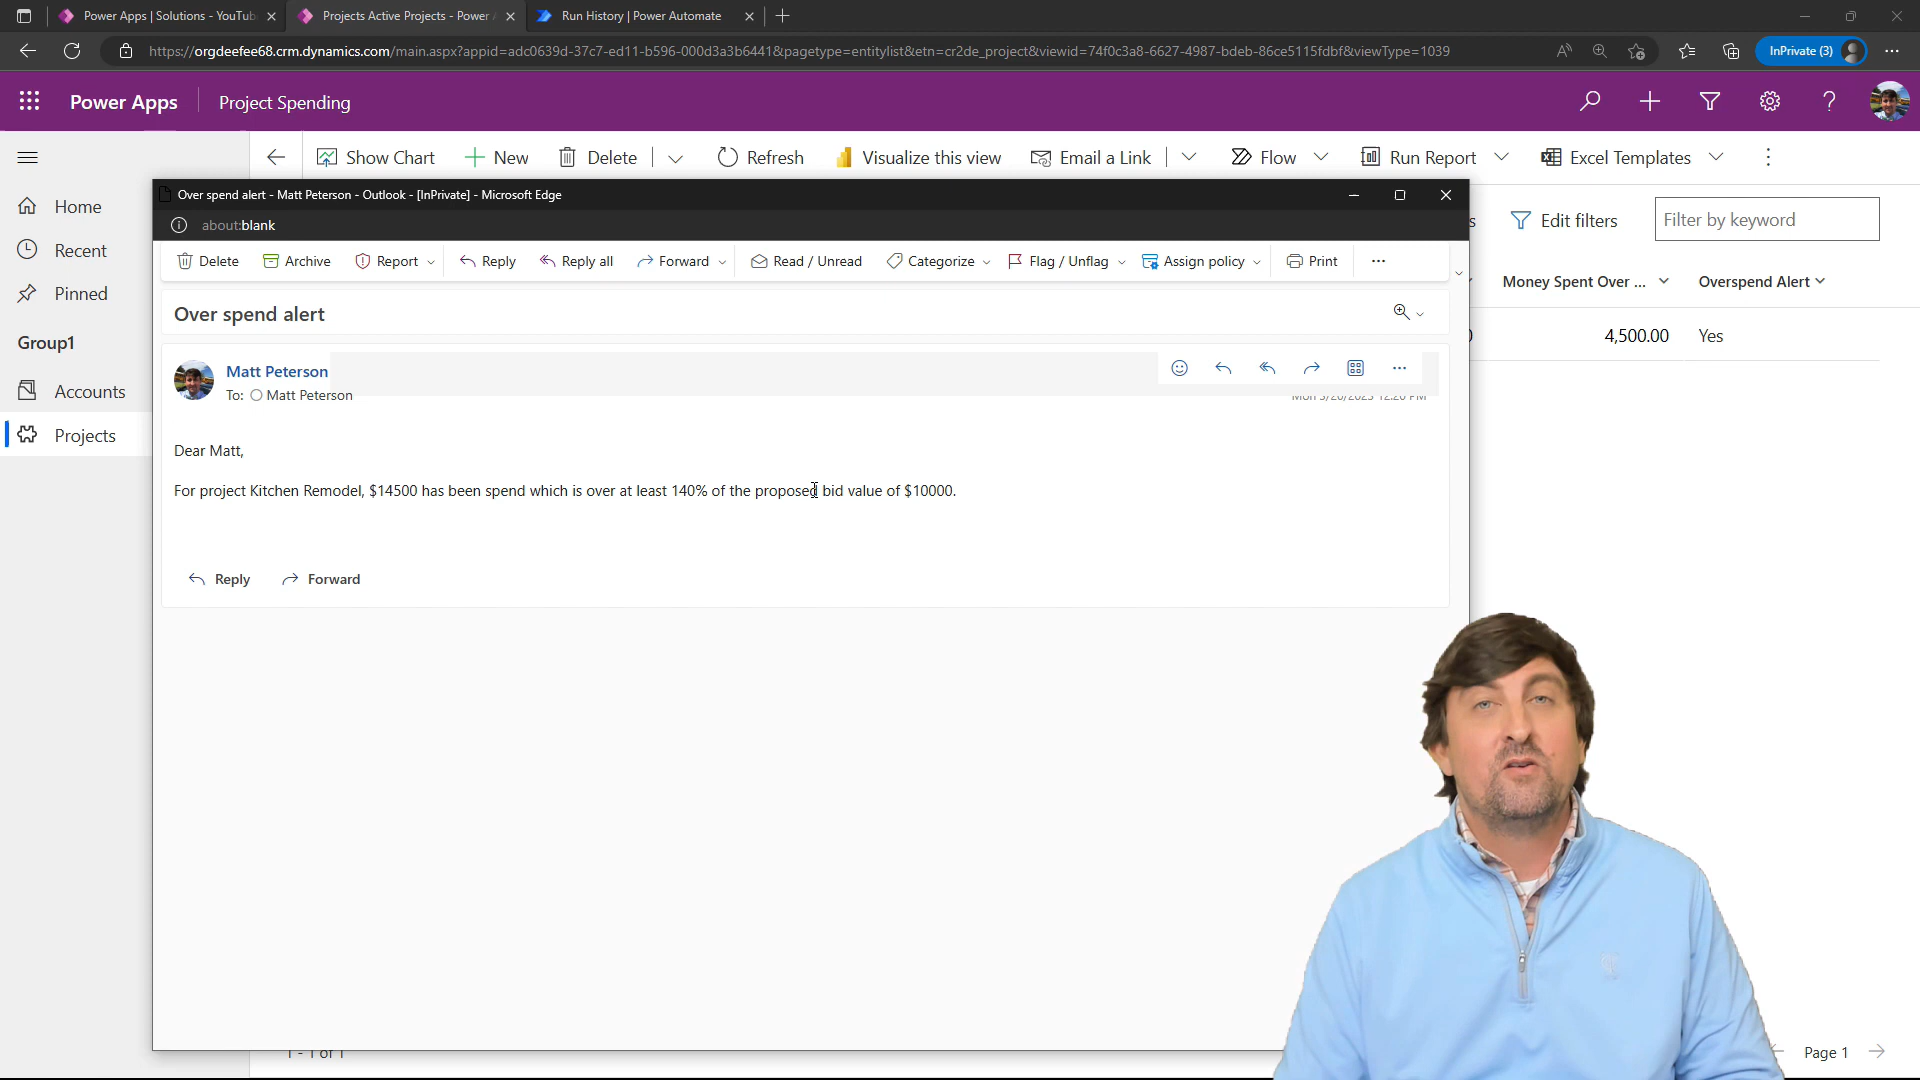 Power Apps | Solutions - YouTub
Projects Active Projects - Power
Run History | Power Automate
https://orgdeefee68.crm.dynamics.com/main.aspx?appid=adc0639d-37c7-ed11-b596-000d3a3b6441&pagetype=entitylist&etn=cr2de_project&viewid=74f0c3a8-6627-4987-bdeb-86ce5115fdbf&viewType=1039
InPrivate (3)
Power Apps
Project Spending
Show Chart
New
Delete
Refresh
Visualize this view
Email a Link
Flow
Run Report
Excel Templates
Home
Recent
Pinned
Group1
Accounts
Projects
Over spend alert - Matt Peterson - Outlook - [InPrivate] - Microsoft Edge
about:blank
Edit filters
Filter by keyword
Delete
Archive
Report
Reply
Reply all
Forward
Read / Unread
Categorize
Flag / Unflag
Assign policy
Print
Money Spent Over ...
Overspend Alert
4,500.00
Yes
Over spend alert
Matt Peterson
To: Matt Peterson
Mon 3/20/2023 12:20 PM
Dear Matt,
For project Kitchen Remodel, $14500 has been spend which is over at least 140% of the proposed bid value of $10000.
Reply
Forward
1 - 1 of 1
Page 1